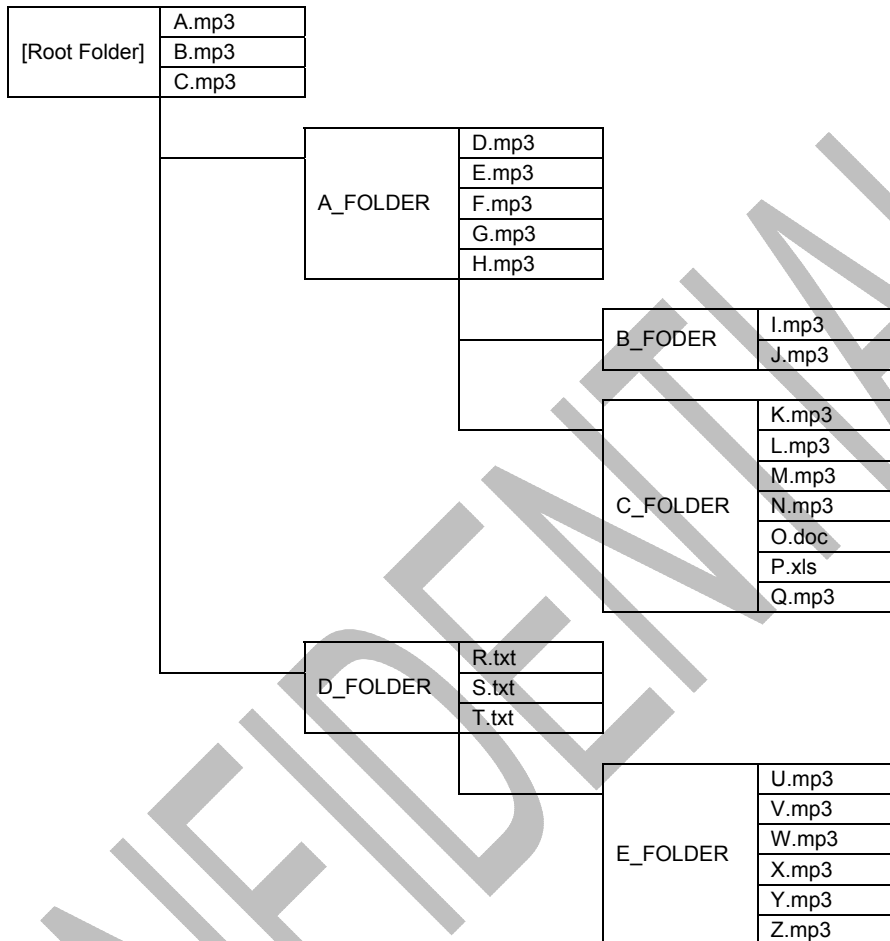 [Root Folder]
A.mp3
B.mp3
C.mp3
A_FOLDER
D.mp3
E.mp3
F.mp3
G.mp3
H.mp3
B_FODER
I.mp3
J.mp3
C_FOLDER
K.mp3
L.mp3
M.mp3
N.mp3
O.doc
P.xls
Q.mp3
D_FOLDER
R.txt
S.txt
T.txt
E_FOLDER
U.mp3
V.mp3
W.mp3
X.mp3
Y.mp3
Z.mp3